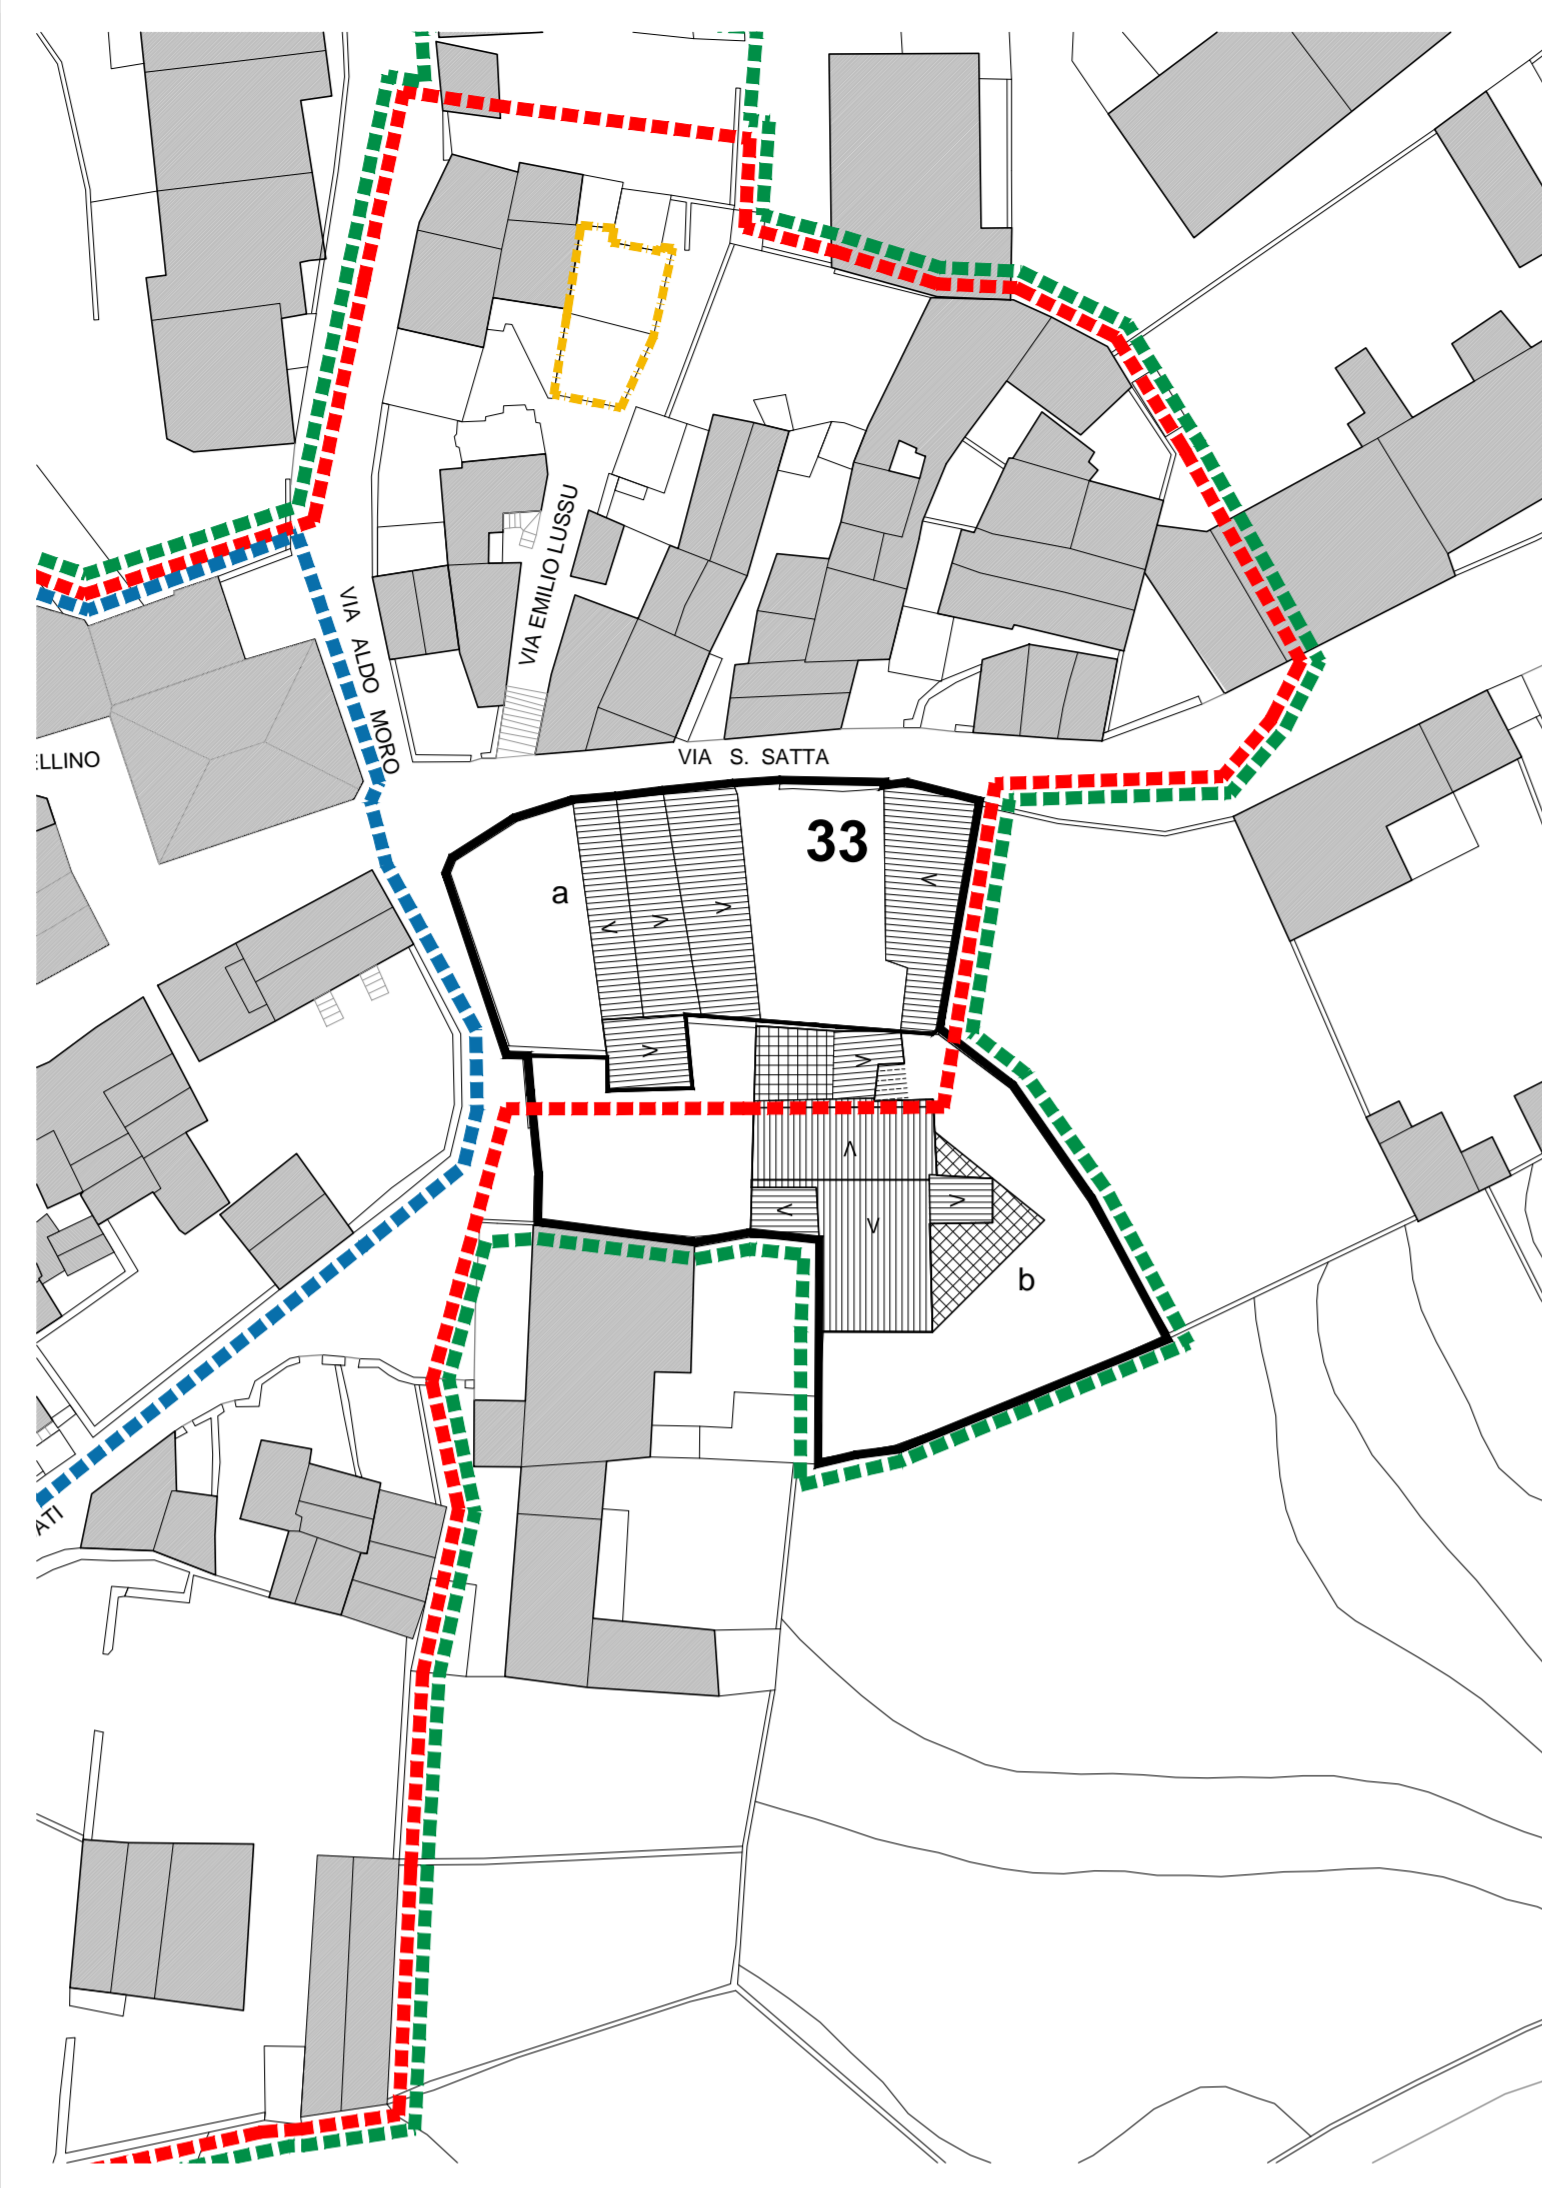 VIA EMILIO LUSSU
VIA ALDO MORO
ELLINO
VIA S. SATTA
33
a
b
ATI